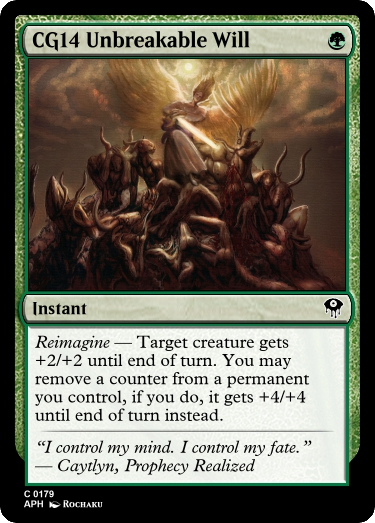 CG14 Unbreakable Will
Instant
Reimagine — Target creature gets
+2/+2 until end of turn. You may
remove a counter from a permanent
you control, if you do, it gets +4/+4
until end of turn instead.
“I control my mind. I control my fate.”
— Caytlyn, Prophecy Realized
C 0179
APH Rochaku